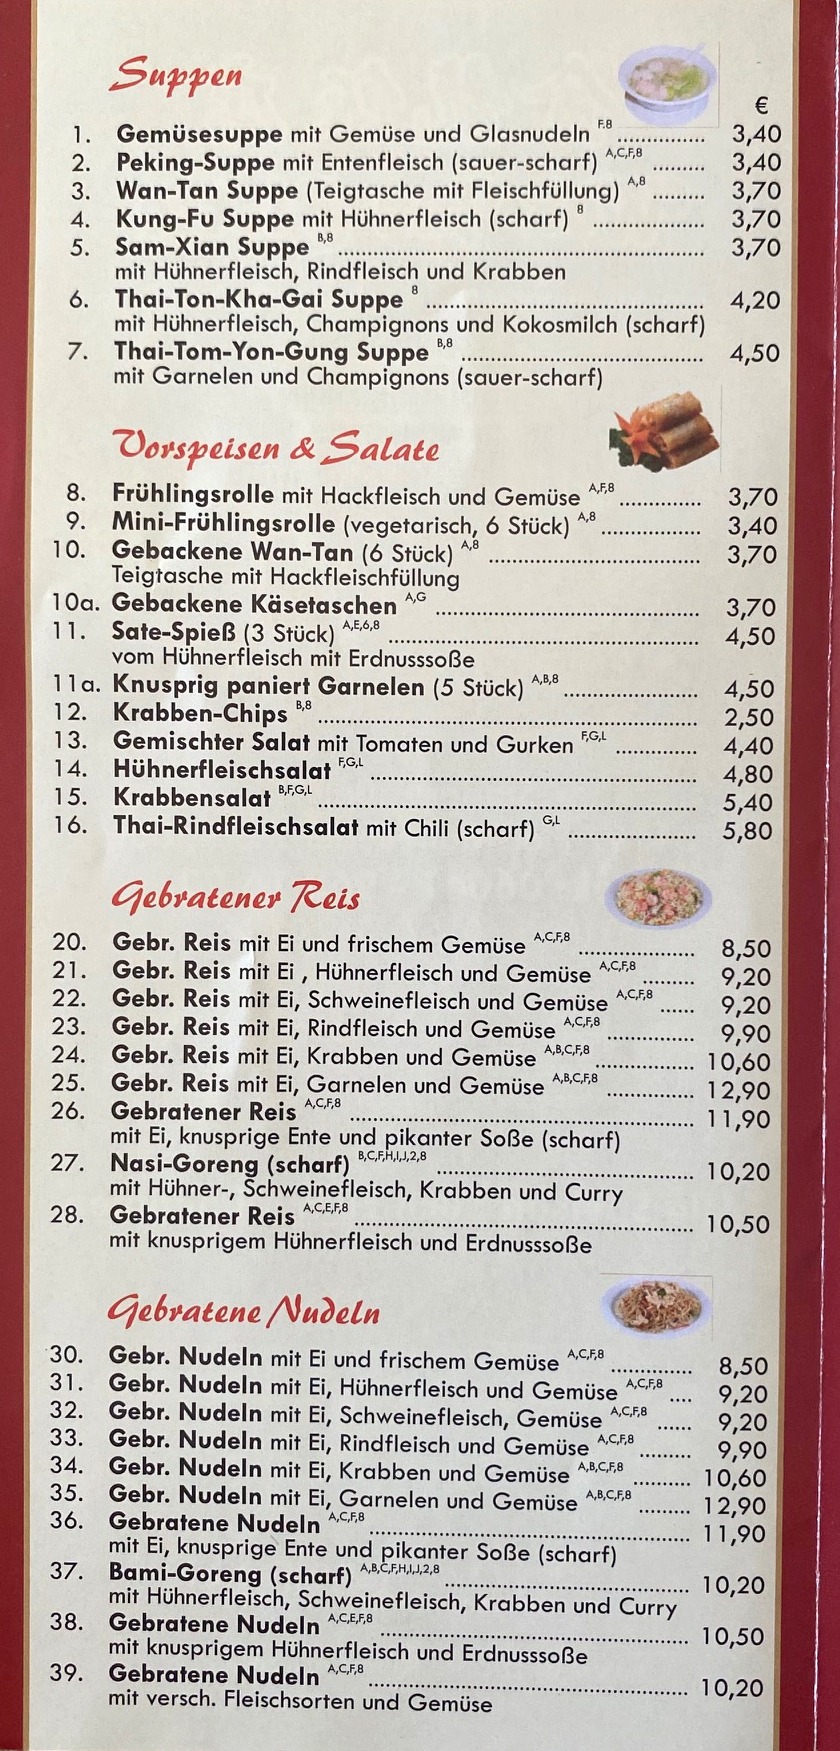 Suppen
€
1. Gemüsesuppe mit Gemüse und Glasnudeln F,8 ............... 3,40
2. Peking-Suppe mit Entenfleisch (sauer-scharf) A,C,F,8 ......... 3,40
3. Wan-Tan Suppe (Teigtasche mit Fleischfüllung) A,8 ......... 3,70
4. Kung-Fu Suppe mit Hühnerfleisch (scharf) 8 ................... 3,70
5. Sam-Xian Suppe B,8 ............................................................... 3,70
mit Hühnerfleisch, Rindfleisch und Krabben
6. Thai-Ton-Kha-Gai Suppe 8 ................................................ 4,20
mit Hühnerfleisch, Champignons und Kokosmilch (scharf)
7. Thai-Tom-Yon-Gung Suppe B,8 ......................................... 4,50
mit Garnelen und Champignons (sauer-scharf)
Vorspeisen & Salate
8. Frühlingsrolle mit Hackfleisch und Gemüse A,F,8 .............. 3,70
9. Mini-Frühlingsrolle (vegetarisch, 6 Stück) A,8 ................. 3,40
10. Gebackene Wan-Tan (6 Stück) A,8 .................................... 3,70
Teigtasche mit Hackfleischfüllung
10a. Gebackene Käsetaschen A,G ............................................. 3,70
11. Sate-Spieß (3 Stück) A,E,6,8 ..................................................... 4,50
vom Hühnerfleisch mit Erdnusssoße
11a. Knusprig paniert Garnelen (5 Stück) A,B,8 ....................... 4,50
12. Krabben-Chips B,8 ................................................................ 2,50
13. Gemischter Salat mit Tomaten und Gurken F,G,L .............. 4,40
14. Hühnerfleischsalat F,G,L ....................................................... 4,80
15. Krabbensalat B,F,G,L ................................................................ 5,40
16. Thai-Rindfleischsalat mit Chili (scharf) G,L ...................... 5,80
Gebratener Reis
20. Gebr. Reis mit Ei und frischem Gemüse A,C,F,8 .................... 8,50
21. Gebr. Reis mit Ei , Hühnerfleisch und Gemüse A,C,F,8 ......... 9,20
22. Gebr. Reis mit Ei, Schweinefleisch und Gemüse A,C,F,8 ...... 9,20
23. Gebr. Reis mit Ei, Rindfleisch und Gemüse A,C,F,8 ............... 9,90
24. Gebr. Reis mit Ei, Krabben und Gemüse A,B,C,F,8 ................. 10,60
25. Gebr. Reis mit Ei, Garnelen und Gemüse A,B,C,F,8 ............... 12,90
26. Gebratener Reis A,C,F,8 .......................................................... 11,90
mit Ei, knusprige Ente und pikanter Soße (scharf)
27. Nasi-Goreng (scharf) B,C,F,H,I,J,2,8 ............................................ 10,20
mit Hühner-, Schweinefleisch, Krabben und Curry
28. Gebratener Reis A,C,E,F,8 ......................................................... 10,50
mit knusprigem Hühnerfleisch und Erdnusssoße
Gebratene Nudeln
30. Gebr. Nudeln mit Ei und frischem Gemüse A,C,F,8 .............. 8,50
31. Gebr. Nudeln mit Ei, Hühnerfleisch und Gemüse A,C,F,8 .... 9,20
32. Gebr. Nudeln mit Ei, Schweinefleisch, Gemüse A,C,F,8 ...... 9,20
33. Gebr. Nudeln mit Ei, Rindfleisch und Gemüse A,C,F,8 ......... 9,90
34. Gebr. Nudeln mit Ei, Krabben und Gemüse A,B,C,F,8 .......... 10,60
35. Gebr. Nudeln mit Ei, Garnelen und Gemüse A,B,C,F,8 ......... 12,90
36. Gebratene Nudeln A,C,F,8 ....................................................... 11,90
mit Ei, knusprige Ente und pikanter Soße (scharf)
37. Bami-Goreng (scharf) A,B,C,F,H,I,J,2,8 .......................................... 10,20
mit Hühnerfleisch, Schweinefleisch, Krabben und Curry
38. Gebratene Nudeln A,C,E,F,8 .................................................... 10,50
mit knusprigem Hühnerfleisch und Erdnusssoße
39. Gebratene Nudeln A,C,F,8 ...................................................... 10,20
mit versch. Fleischsorten und Gemüse